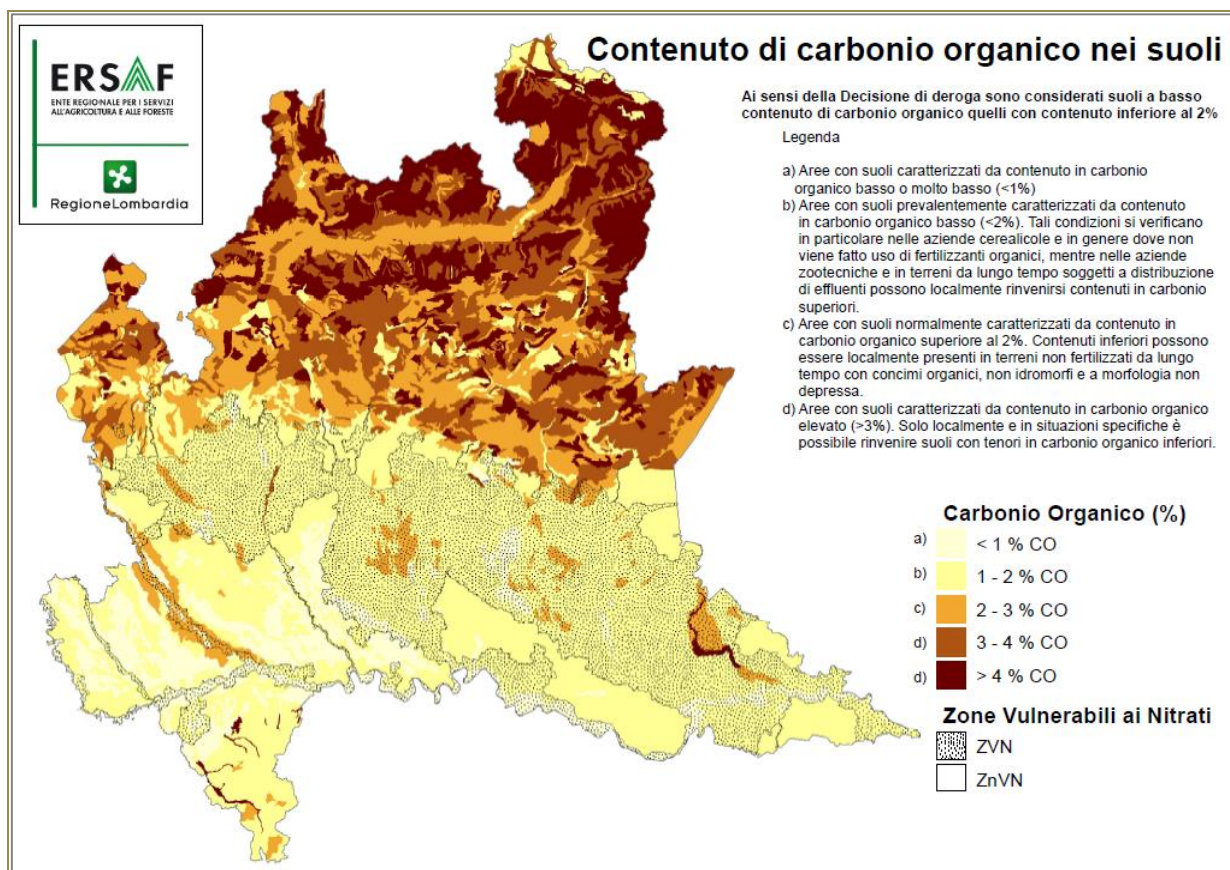 ERSAF
ENTE REGIONALE PER I SERVIZI
ALL'AGRICOLTURA E ALLE FORESTE
RegioneLombardia
Contenuto di carbonio organico nei suoli
Ai sensi della Decisione di deroga sono considerati suoli a basso
contenuto di carbonio organico quelli con contenuto inferiore al 2%
Legenda
a) Aree con suoli caratterizzati da contenuto in carbonio
organico basso o molto basso (<1%)
b) Aree con suoli prevalentemente caratterizzati da contenuto
in carbonio organico basso (<2%). Tali condizioni si verificano
in particolare nelle aziende cerealicole e in genere dove non
viene fatto uso di fertilizzanti organici, mentre nelle aziende
zootecniche e in terreni da lungo tempo soggetti a distribuzione
di effluenti possono localmente rinvenirsi contenuti in carbonio
superiori.
c) Aree con suoli normalmente caratterizzati da contenuto in
carbonio organico superiore al 2%. Contenuti inferiori possono
essere localmente presenti in terreni non fertilizzati da lungo
tempo con concimi organici, non idromorfi e a morfologia non
depressa.
d) Aree con suoli caratterizzati da contenuto in carbonio organico
elevato (>3%). Solo localmente e in situazioni specifiche è
possibile rinvenire suoli con tenori in carbonio organico inferiori.
Carbonio Organico (%)
a) < 1 % CO
b) 1 - 2 % CO
c) 2 - 3 % CO
d) 3 - 4 % CO
d) > 4 % CO
Zone Vulnerabili ai Nitrati
ZVN
ZnVN